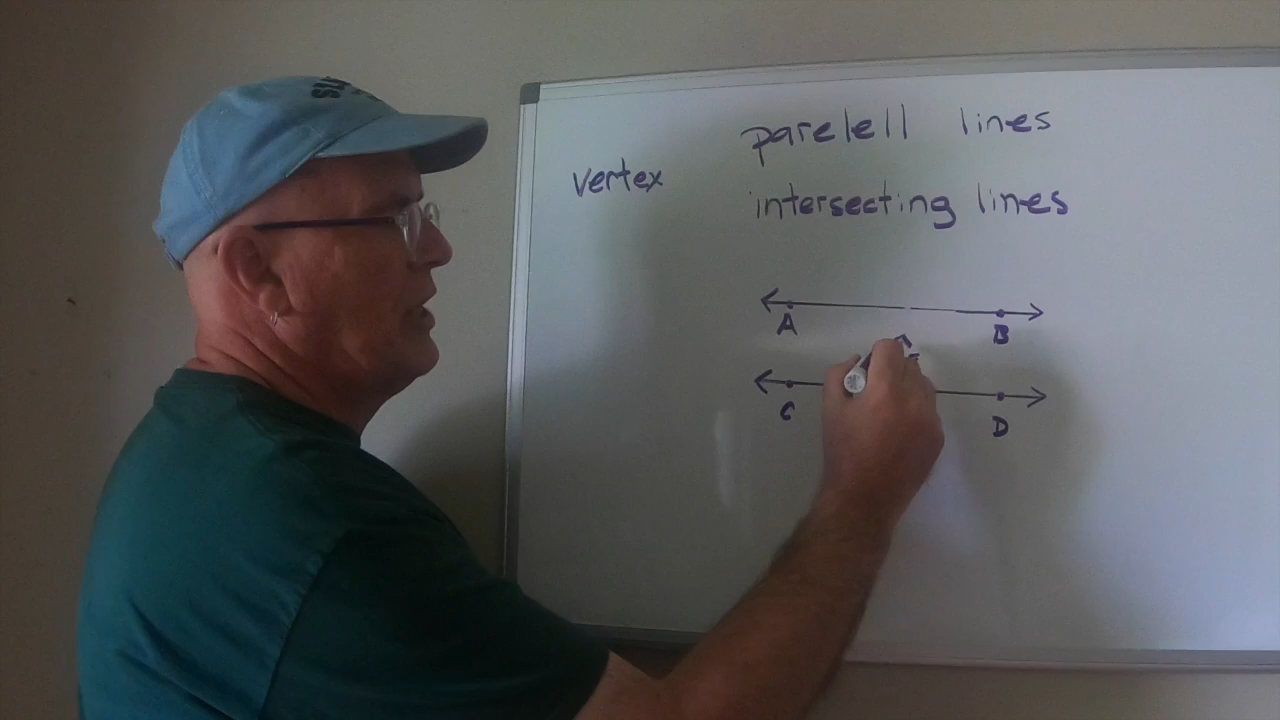 parelell lines
vertex
intersecting lines
A
B
C
D